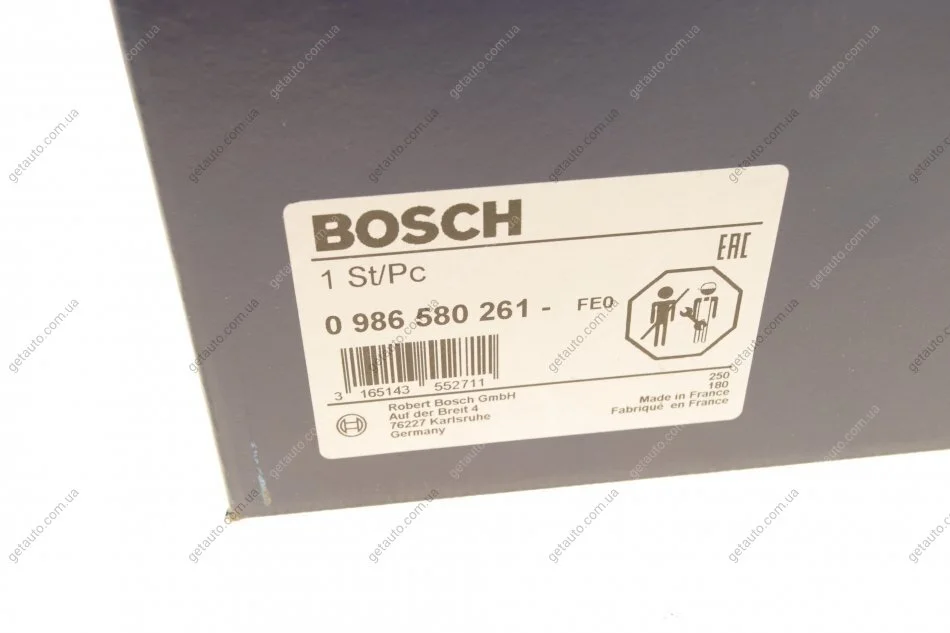 BOSCH
EAC
1 St/Pc
0 986 580 261 - FE0
3 165143 552711
Robert Bosch GmbH
Auf der Breit 4
76227 Karlsruhe
Germany
250
180
Made in France
Fabriqué en France
getauto.com.ua